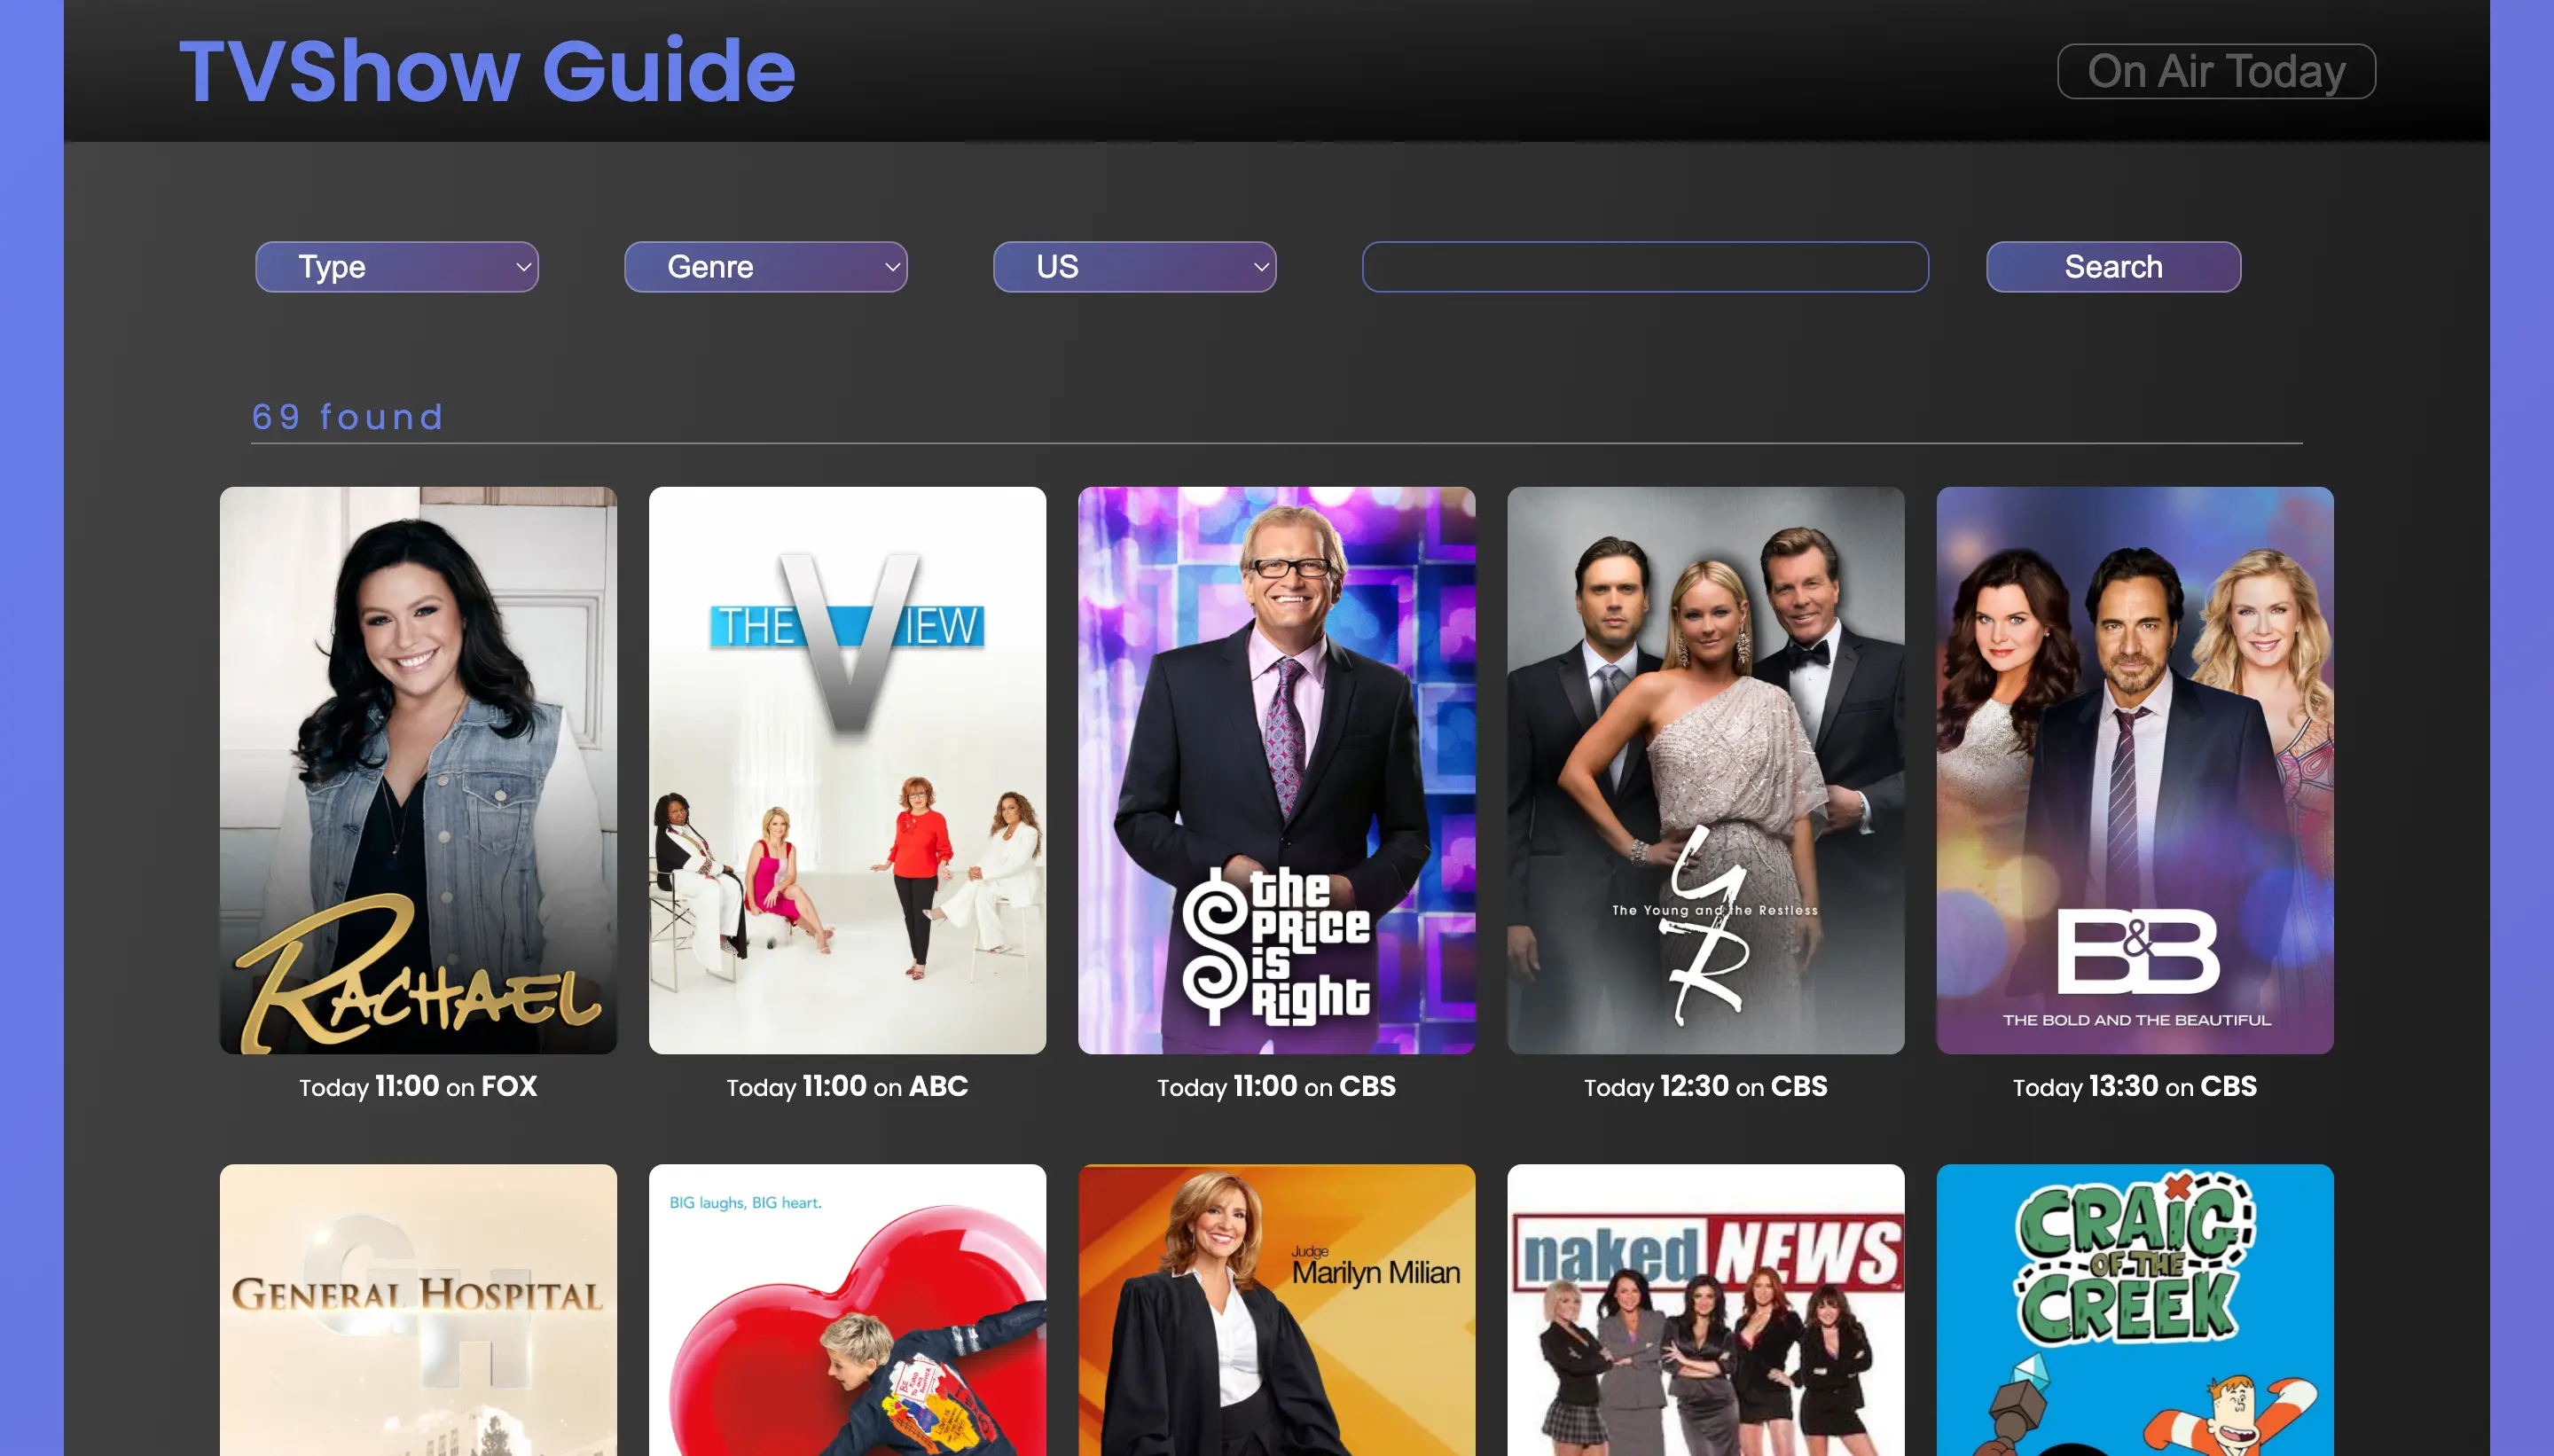 TVShow Guide
On Air Today
Type
Genre
US
Search
69 found
RACHAEL
THE VIEW
the PRice is Right
The Young and the Restless
YR
B&B
THE BOLD AND THE BEAUTIFUL
Today 11:00 on FOX
Today 11:00 on ABC
Today 11:00 on CBS
Today 12:30 on CBS
Today 13:30 on CBS
GH
GENERAL HOSPITAL
BIG laughs, BIG heart.
Judge
Marilyn Milian
naked NEWS
CRAIG
OF THE
CREEK